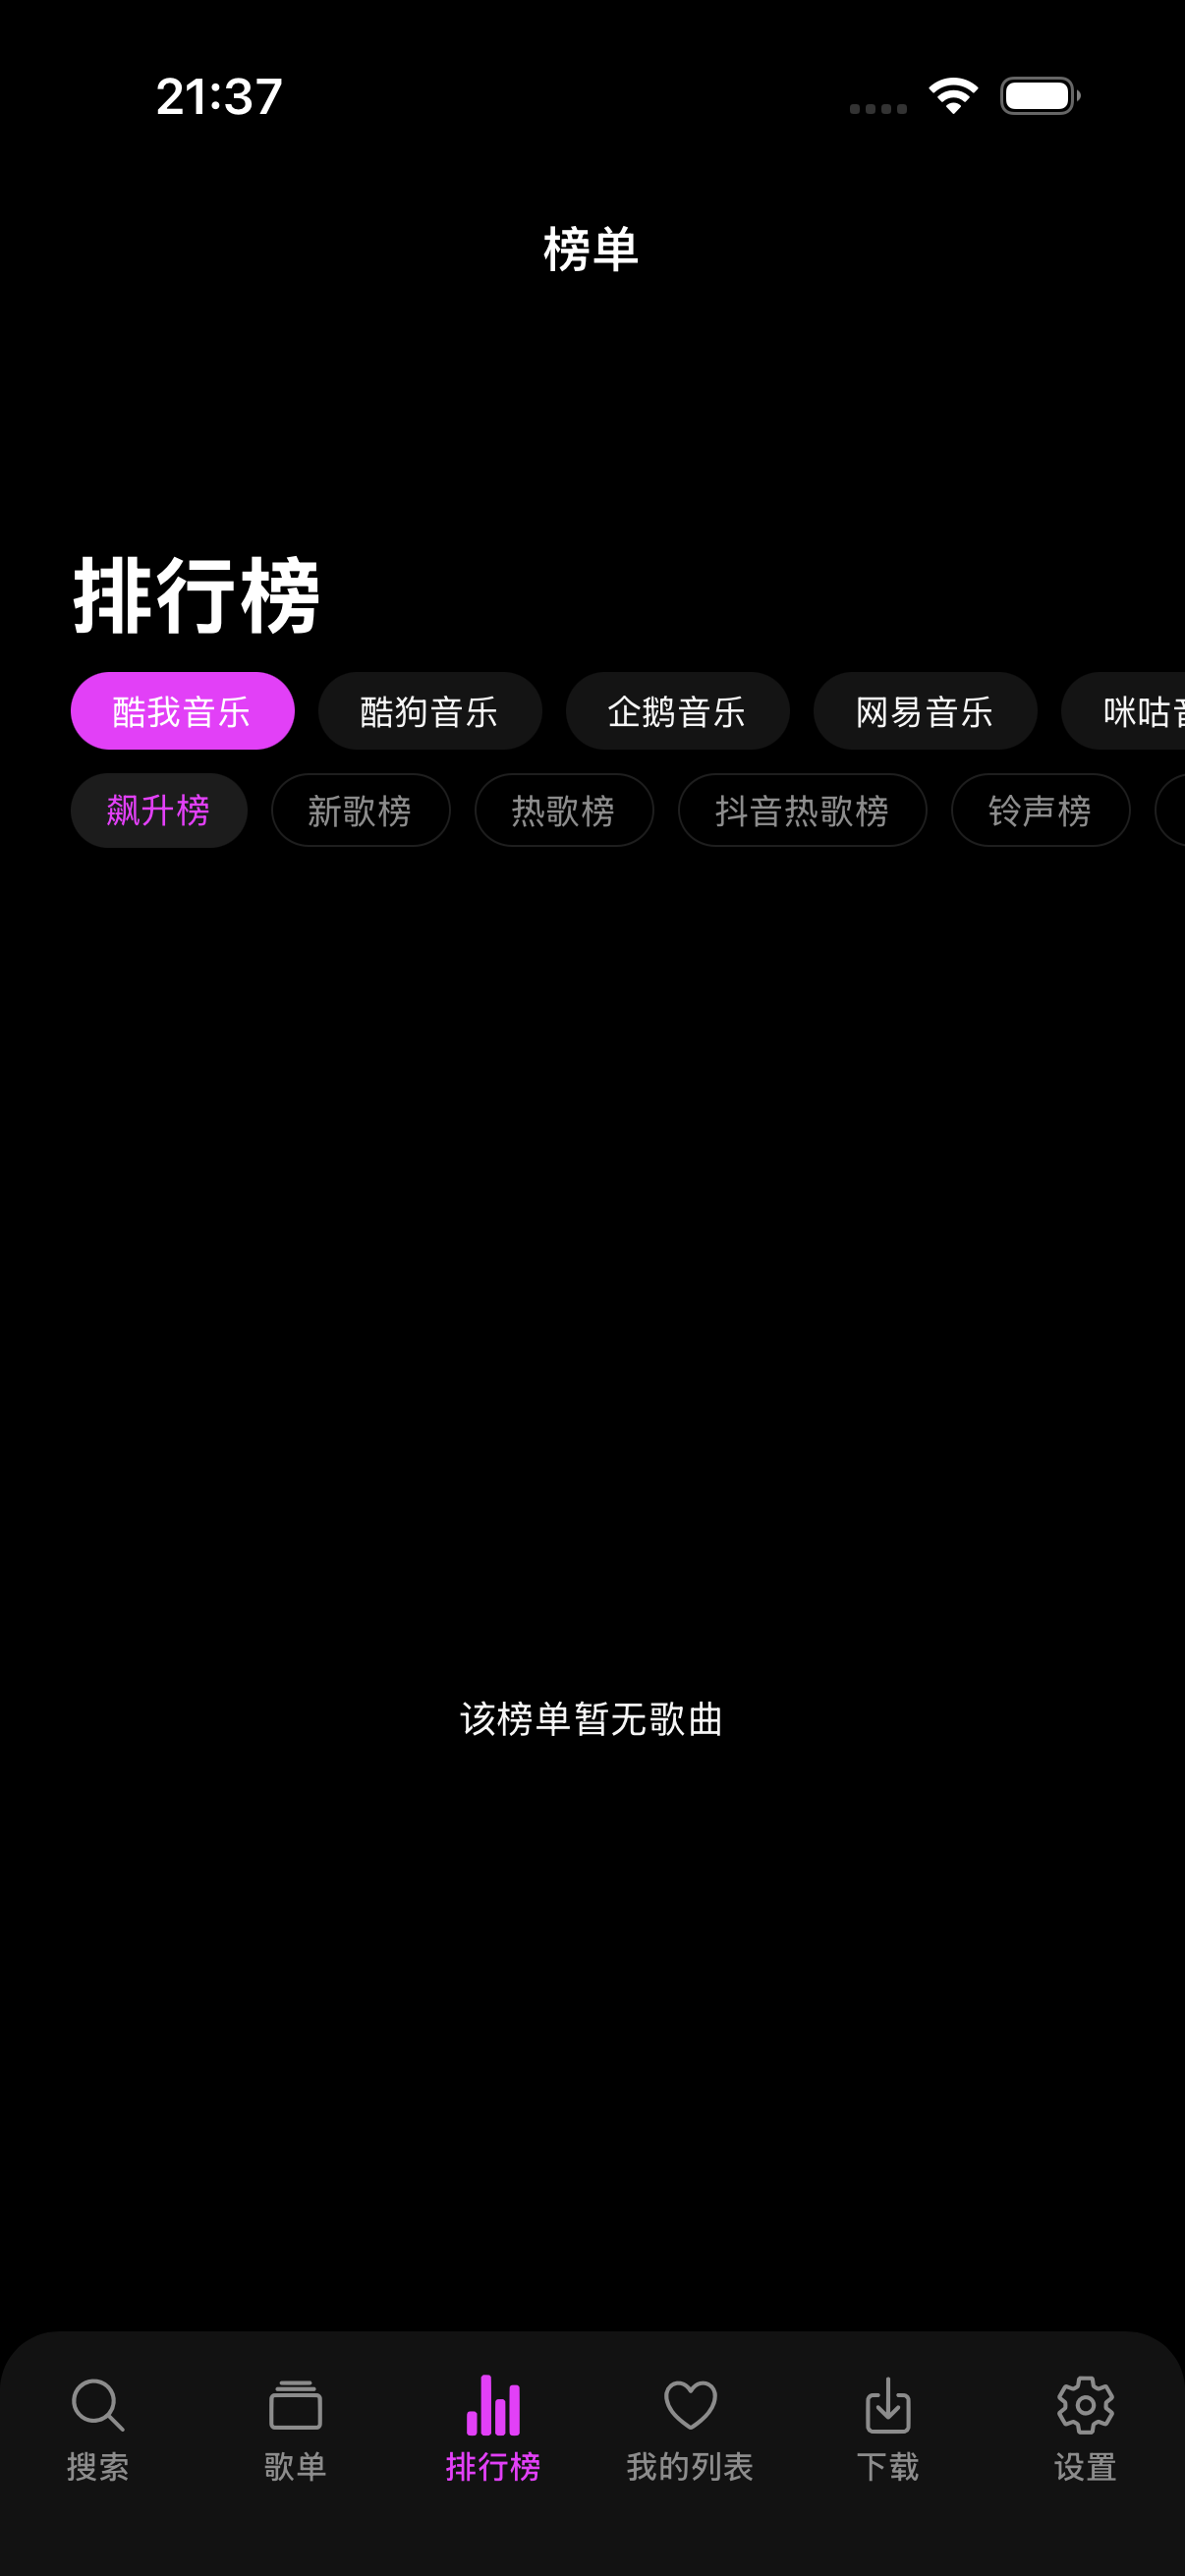 21:37
榜单
排行榜
酷我音乐 酷狗音乐 企鹅音乐 网易音乐 咪咕
飙升榜 新歌榜 热歌榜 抖音热歌榜 铃声榜
该榜单暂无歌曲
搜索 歌单 排行榜 我的列表 下载 设置